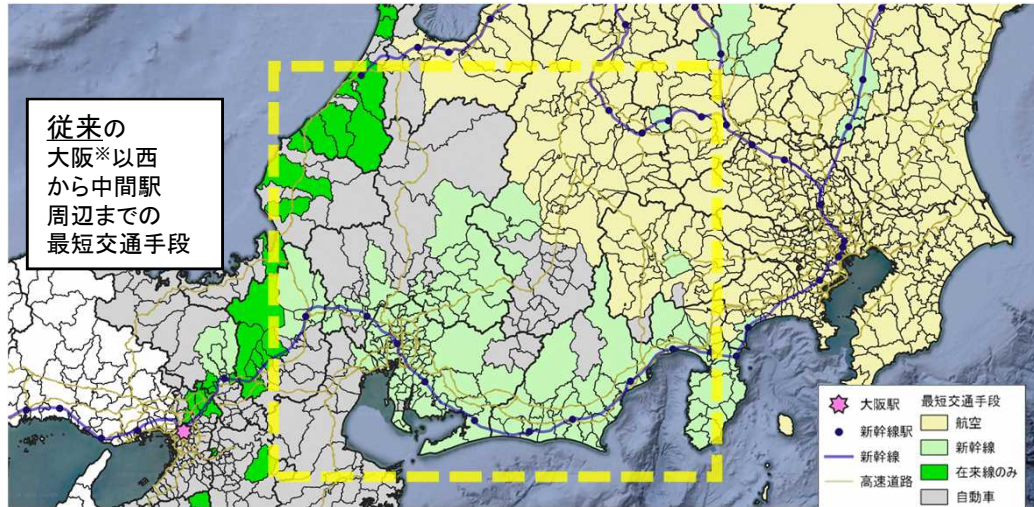 従来の
大阪※以西
から中間駅
周辺までの
最短交通手段
大阪駅
新幹線駅
新幹線
高速道路
最短交通手段
航空
新幹線
在来線のみ
自動車